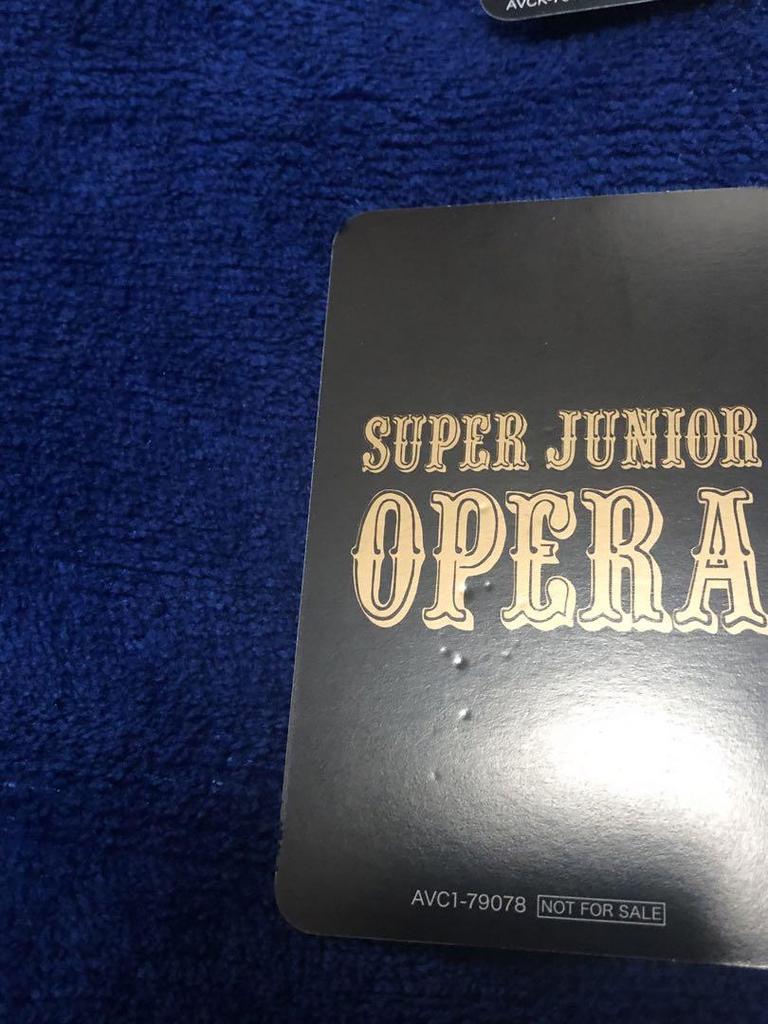 SUPER JUNIOR
OPERA
AVC1-79078 NOT FOR SALE